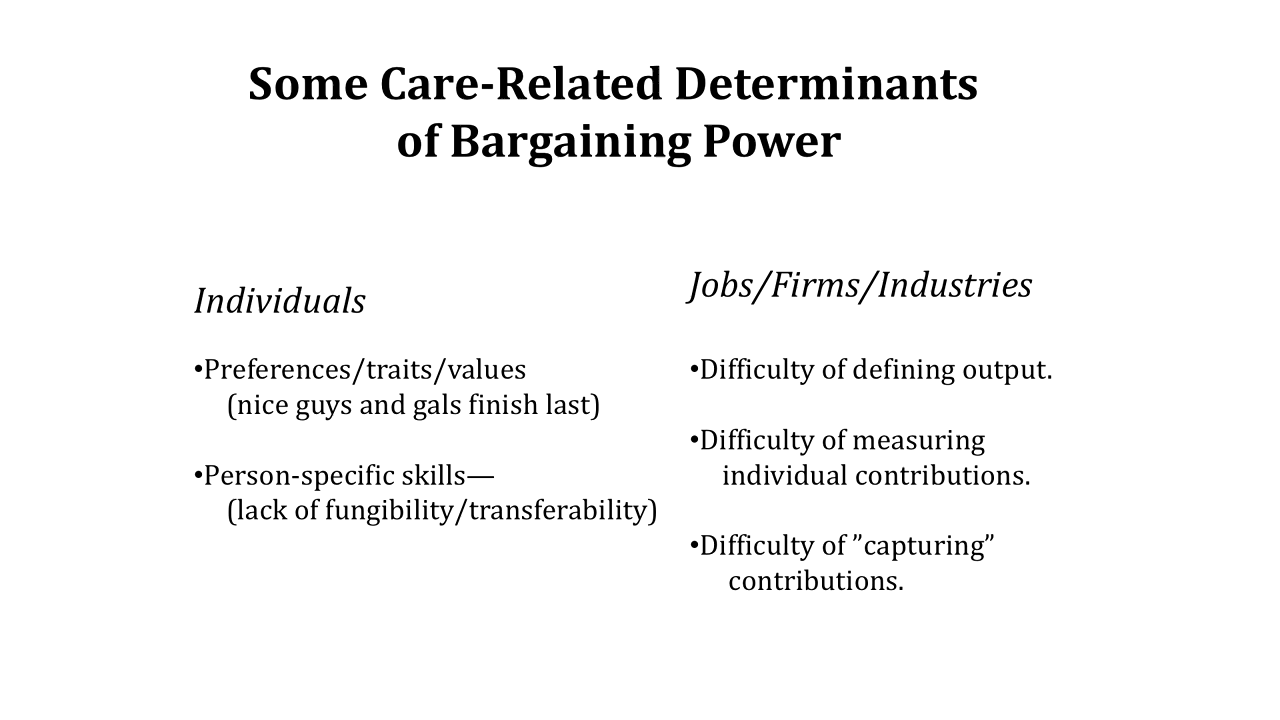 Some Care-Related Determinants
of Bargaining Power
Individuals
•Preferences/traits/values
(nice guys and gals finish last)
•Person-specific skills—
(lack of fungibility/transferability)
Jobs/Firms/Industries
•Difficulty of defining output.
•Difficulty of measuring
individual contributions.
•Difficulty of ”capturing”
contributions.